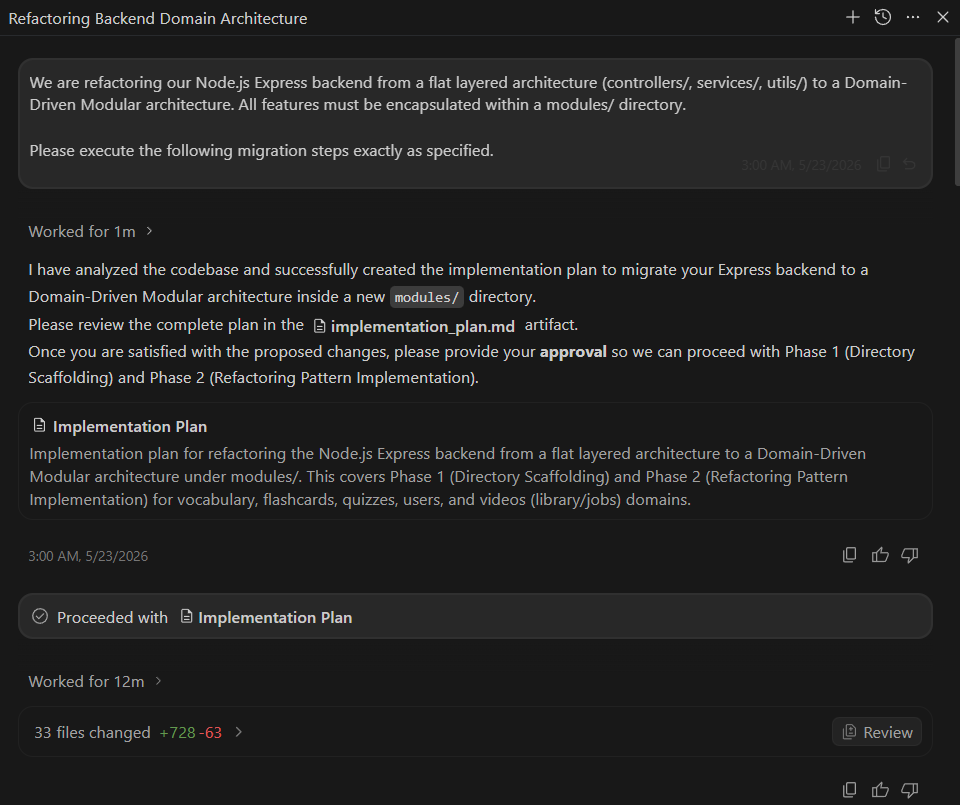 Refactoring Backend Domain Architecture
We are refactoring our Node.js Express backend from a flat layered architecture (controllers/, services/, utils/) to a Domain-
Driven Modular architecture. All features must be encapsulated within a modules/ directory.
Please execute the following migration steps exactly as specified.
3:00 AM, 5/23/2026
Worked for 1m
I have analyzed the codebase and successfully created the implementation plan to migrate your Express backend to a
Domain-Driven Modular architecture inside a new modules/ directory.
Please review the complete plan in the implementation_plan.md artifact.
Once you are satisfied with the proposed changes, please provide your approval so we can proceed with Phase 1 (Directory
Scaffolding) and Phase 2 (Refactoring Pattern Implementation).
Implementation Plan
Implementation plan for refactoring the Node.js Express backend from a flat layered architecture to a Domain-Driven
Modular architecture under modules/. This covers Phase 1 (Directory Scaffolding) and Phase 2 (Refactoring Pattern
Implementation) for vocabulary, flashcards, quizzes, users, and videos (library/jobs) domains.
3:00 AM, 5/23/2026
Proceeded with Implementation Plan
Worked for 12m
33 files changed +728 -63 Review